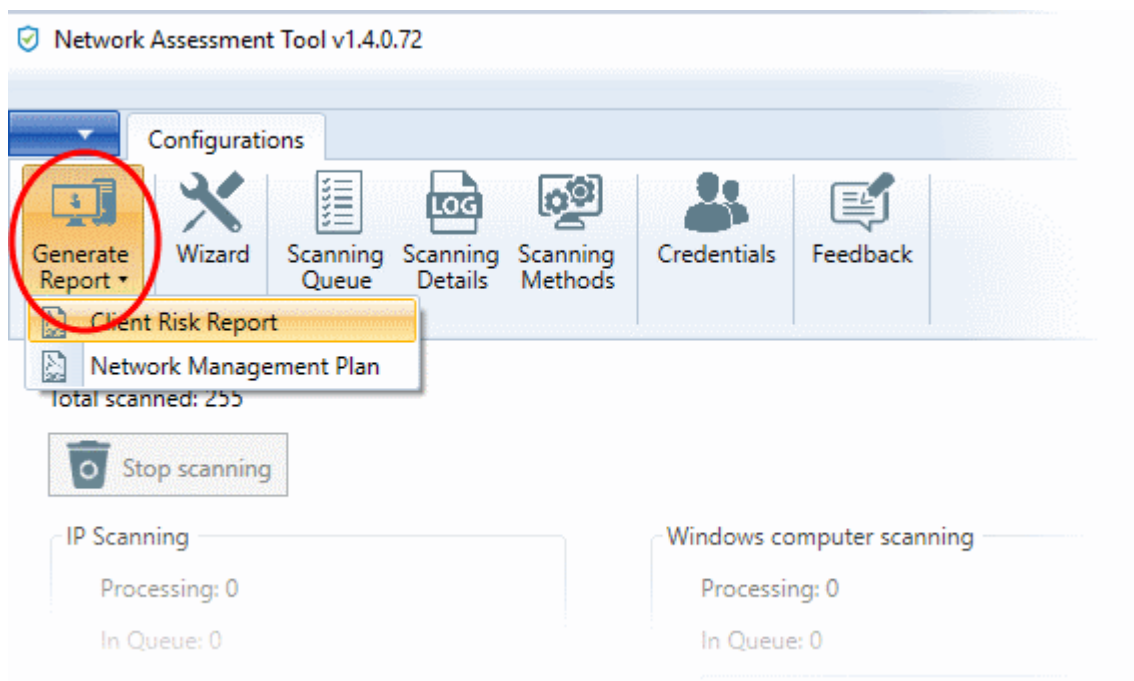 Network Assessment Tool v1.4.0.72
Configurations
Generate Report
Wizard
Scanning Queue
LOG
Scanning Details
Scanning Methods
Credentials
Feedback
Client Risk Report
Network Management Plan
Total scanned: 255
Stop scanning
IP Scanning
Windows computer scanning
Processing: 0
Processing: 0
In Queue: 0
In Queue: 0